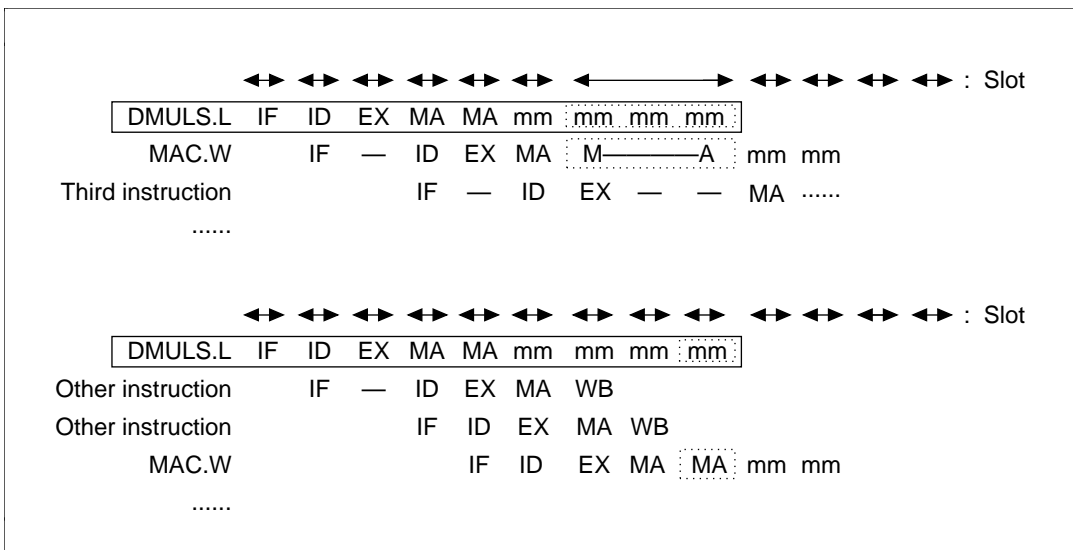 : Slot
DMULS.L IF ID EX MA MA mm mm mm mm
MAC.W IF — ID EX MA M————A mm mm
Third instruction IF — ID EX — — MA ······
······
: Slot
DMULS.L IF ID EX MA MA mm mm mm mm
Other instruction IF — ID EX MA WB
Other instruction IF ID EX MA WB
MAC.W IF ID EX MA MA mm mm
······